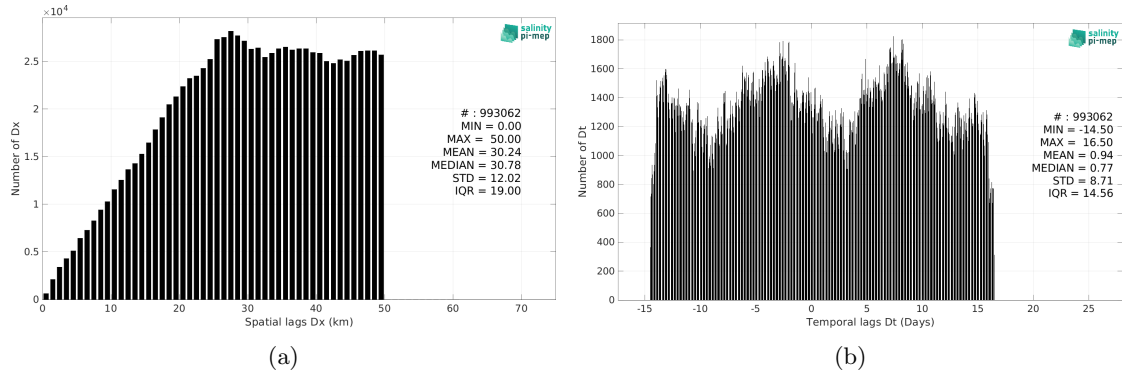 ×10⁴
2.5
2
1.5
1
0.5
0
0 10 20 30 40 50 60 70
Number of Dx
Spatial lags Dx (km)
salinity
pi-mep
# : 993062
MIN = 0.00
MAX = 50.00
MEAN = 30.24
MEDIAN = 30.78
STD = 12.02
IQR = 19.00
(a)
1800
1600
1400
1200
1000
800
600
400
200
0
-15 -10 -5 0 5 10 15 20 25
Number of Dt
Temporal lags Dt (Days)
salinity
pi-mep
# : 993062
MIN = -14.50
MAX = 16.50
MEAN = 0.94
MEDIAN = 0.77
STD = 8.71
IQR = 14.56
(b)